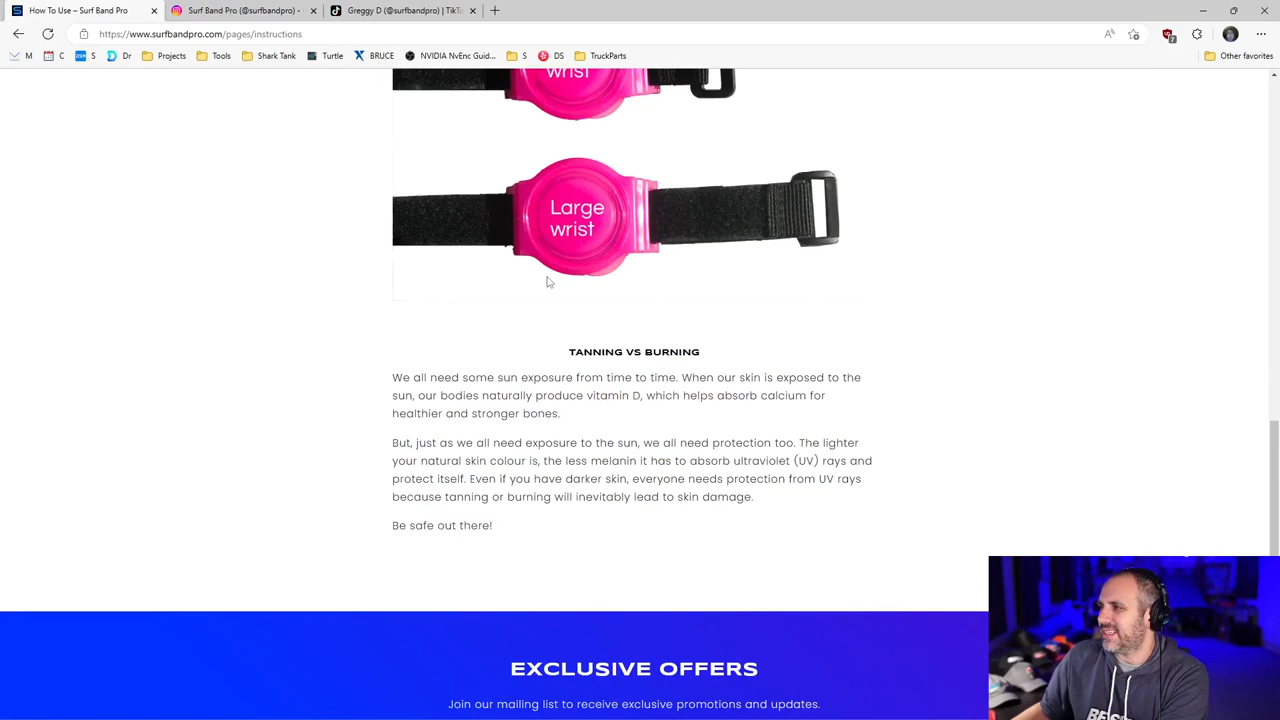 How To Use – Surf Band Pro
Surf Band Pro (@surfbandpro) •
Greggy D (@surfbandpro) | TikTo
https://www.surfbandpro.com/pages/instructions
M
C
S
Dr
Projects
Tools
Shark Tank
Turtle
BRUCE
NVIDIA NvEnc Guid...
S
DS
TruckParts
Other favorites
wrist
Large
wrist
TANNING VS BURNING
We all need some sun exposure from time to time. When our skin is exposed to the
sun, our bodies naturally produce vitamin D, which helps absorb calcium for
healthier and stronger bones.
But, just as we all need exposure to the sun, we all need protection too. The lighter
your natural skin colour is, the less melanin it has to absorb ultraviolet (UV) rays and
protect itself. Even if you have darker skin, everyone needs protection from UV rays
because tanning or burning will inevitably lead to skin damage.
Be safe out there!
EXCLUSIVE OFFERS
Join our mailing list to receive exclusive promotions and updates.